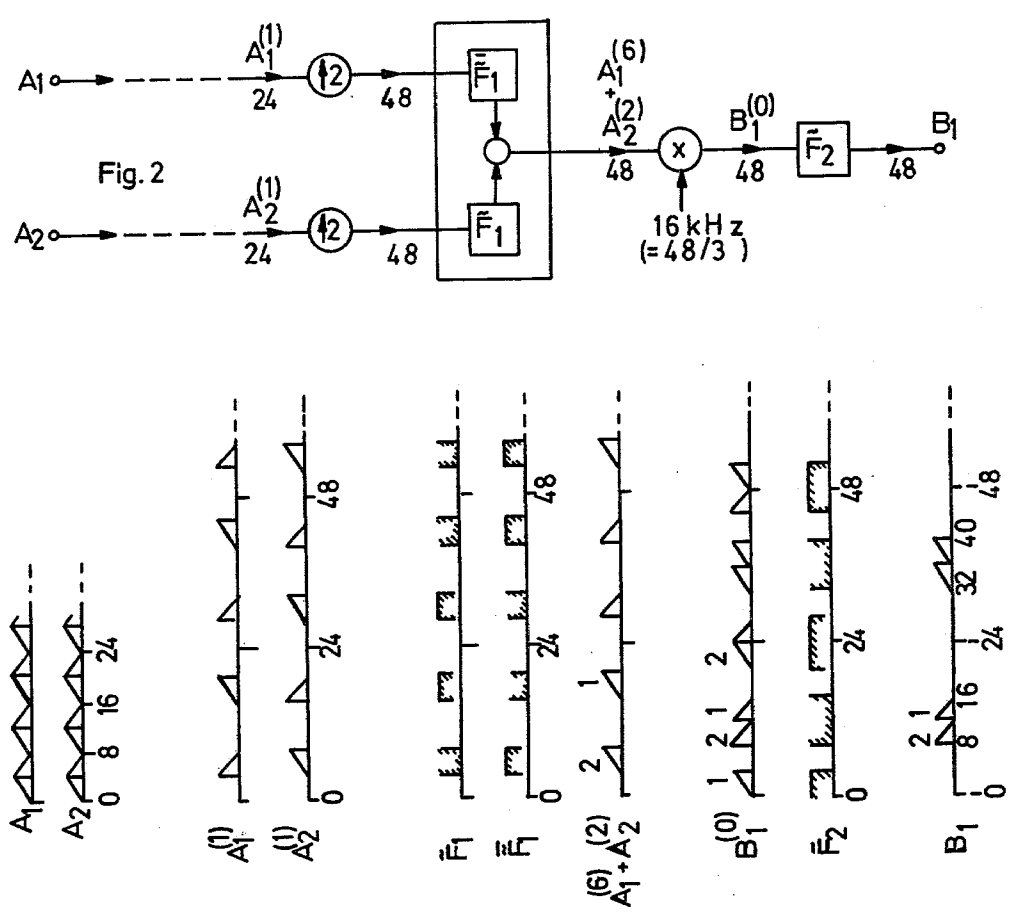 A1 A1(1) 24 ↑2 48 F̿1 A1(6) + A2(2) 48 x B1(0) 48 F̿2 48 B1
Fig. 2
A2 A2(1) 24 ↑2 48 F̿1 16 kHz
(=48/3 )
A1
A2 0 8 16 24
A1(1)
A2(1) 0 24 48
F̿1
F̿1 0 24 48
A1(6) + A2(2) 2 1
B1(0) 1 2 1 2
F̿2 0 24 48
B1 0 8 16 24 32 40 48 2 1